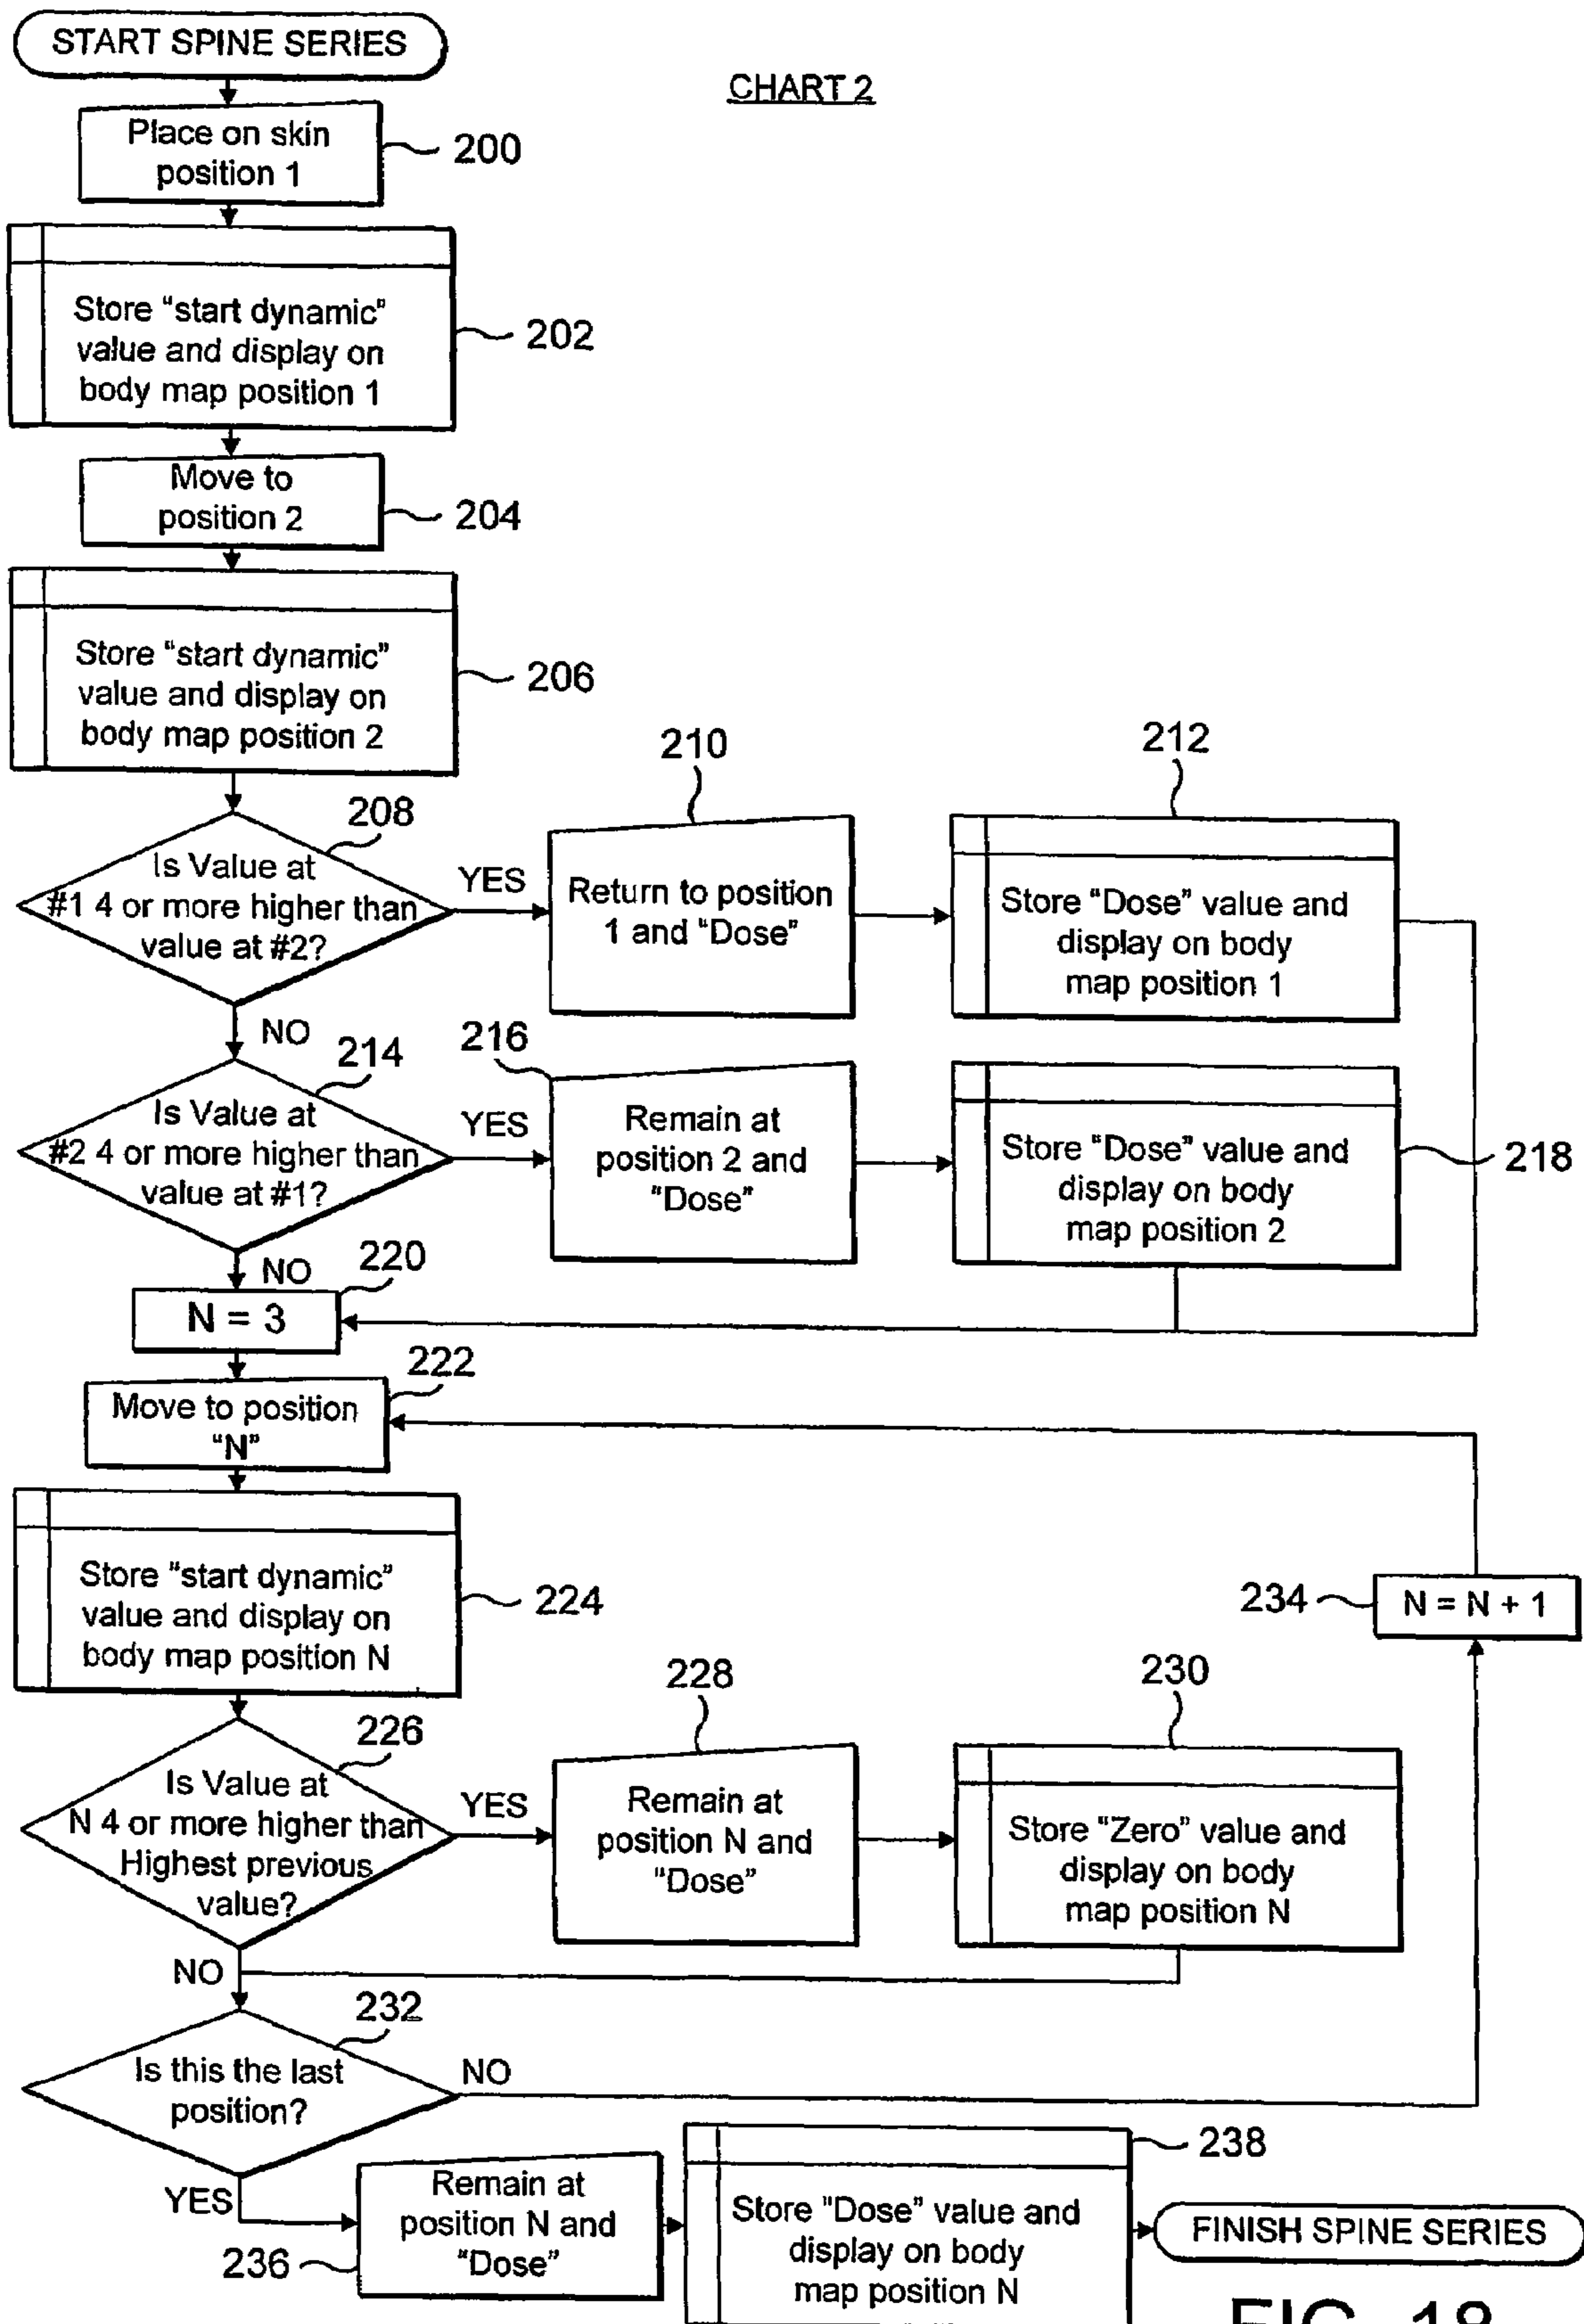 START SPINE SERIES
CHART 2
Place on skin
position 1
200
Store "start dynamic"
value and display on
body map position 1
202
Move to
position 2
204
Store "start dynamic"
value and display on
body map position 2
206
208
Is Value at
#1 4 or more higher than
value at #2?
YES
210
Return to position
1 and "Dose"
212
Store "Dose" value and
display on body
map position 1
NO
214
Is Value at
#2 4 or more higher than
value at #1?
YES
216
Remain at
position 2 and
"Dose"
Store "Dose" value and
display on body
map position 2
218
NO
220
N = 3
222
Move to position
"N"
Store "start dynamic"
value and display on
body map position N
224
234
N = N + 1
226
Is Value at
N 4 or more higher than
Highest previous
value?
YES
228
Remain at
position N and
"Dose"
230
Store "Zero" value and
display on body
map position N
NO
232
Is this the last
position?
NO
YES
Remain at
position N and
"Dose"
236
238
Store "Dose" value and
display on body
map position N
FINISH SPINE SERIES
FIG. 18